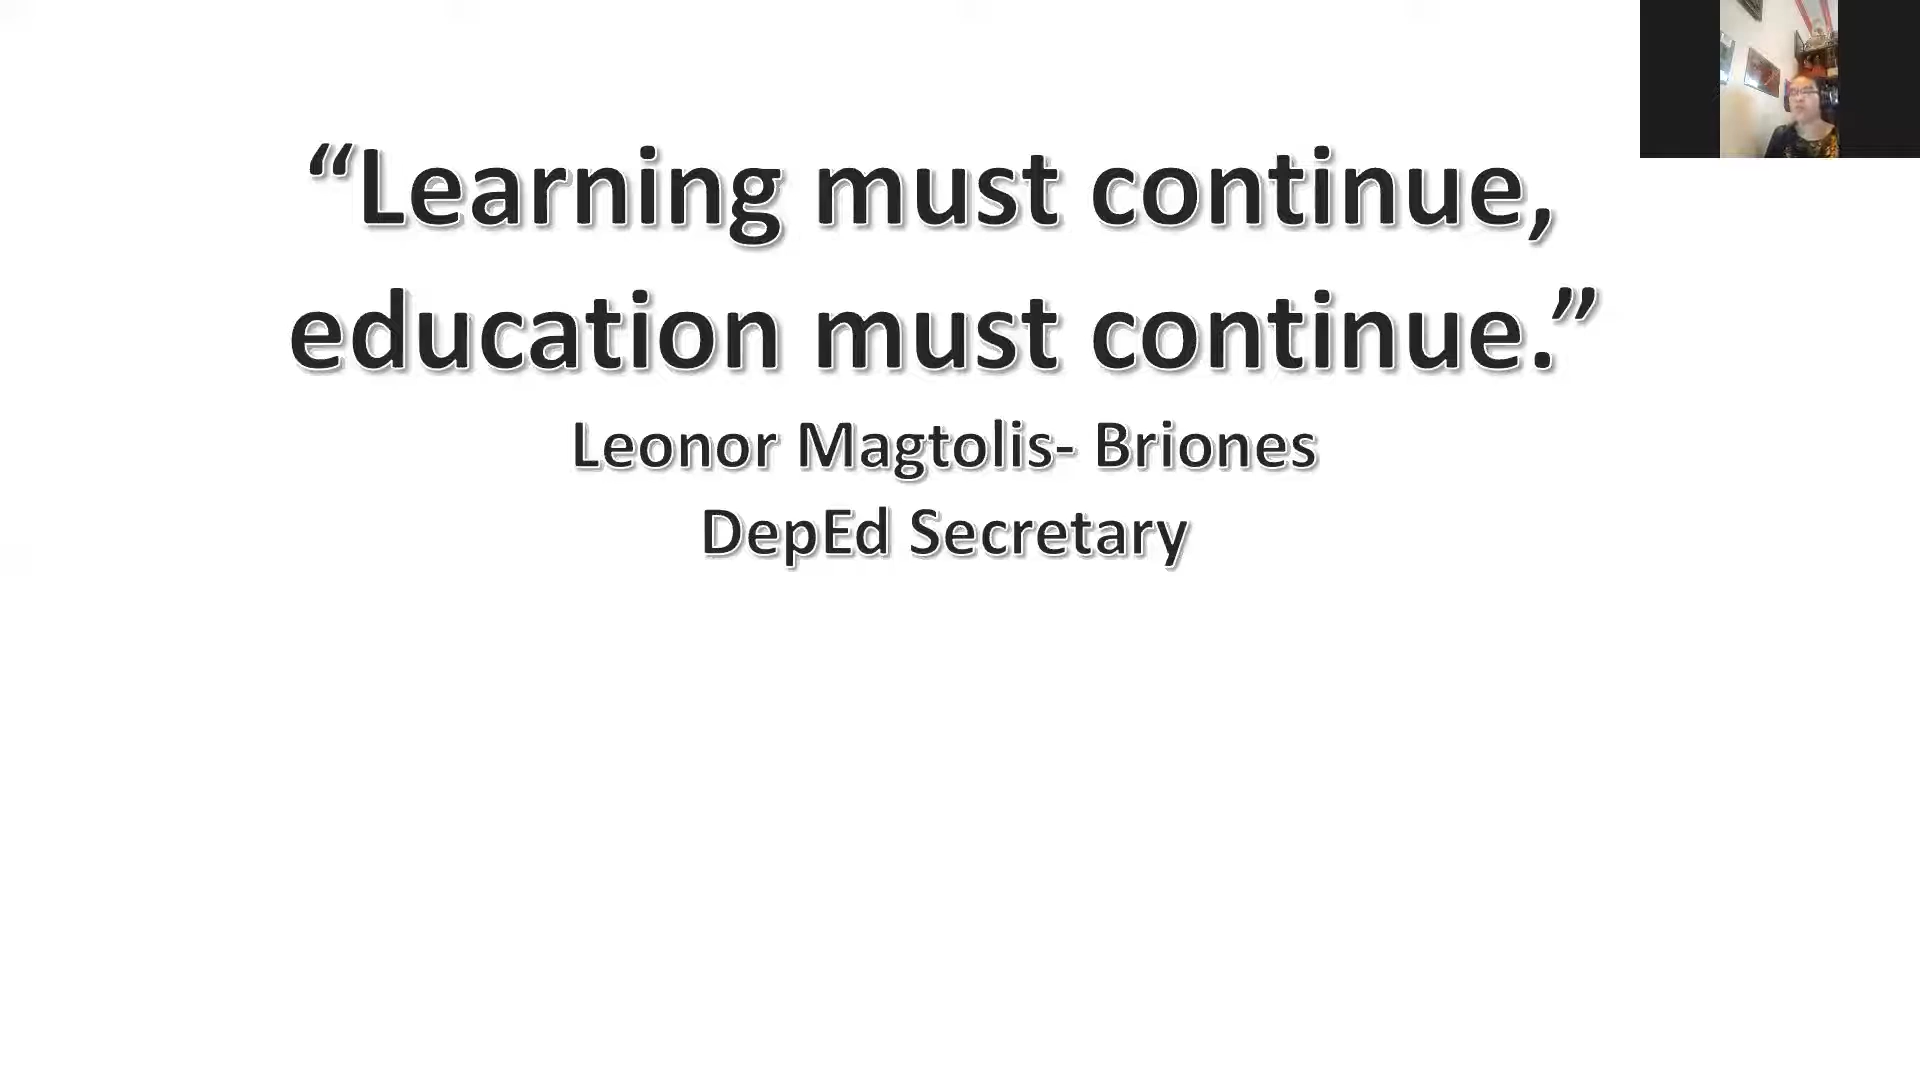 “Learning must continue,
education must continue.”
Leonor Magtolis- Briones
DepEd Secretary